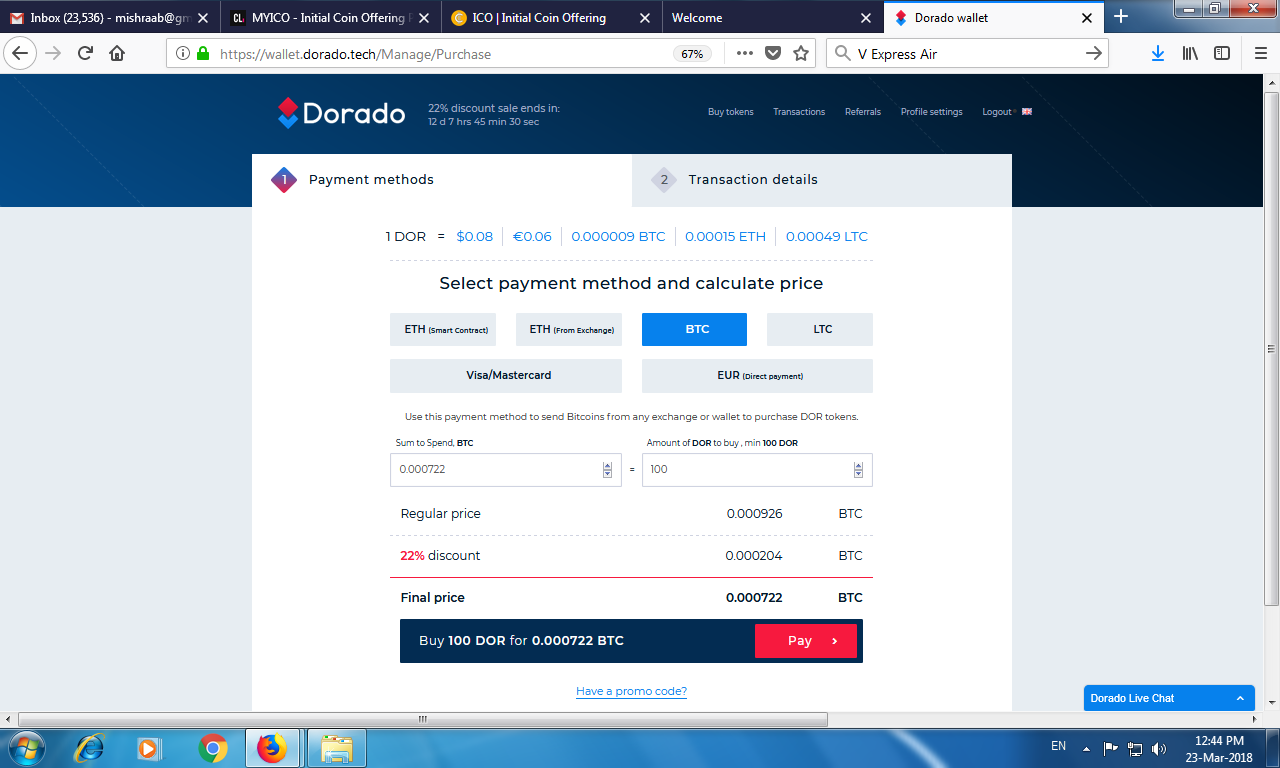 Inbox (23,536) - mishraab@gm
MYICO - Initial Coin Offering P
ICO | Initial Coin Offering
Welcome
Dorado wallet
https://wallet.dorado.tech/Manage/Purchase
67%
V Express Air
Dorado
22% discount sale ends in:
12 d 7 hrs 45 min 30 sec
Buy tokens
Transactions
Referrals
Profile settings
Logout
1 Payment methods
2 Transaction details
1 DOR = $0.08 €0.06 0.000009 BTC 0.00015 ETH 0.00049 LTC
Select payment method and calculate price
ETH (Smart Contract)
ETH (From Exchange)
BTC
LTC
Visa/Mastercard
EUR (Direct payment)
Use this payment method to send Bitcoins from any exchange or wallet to purchase DOR tokens.
Sum to Spend, BTC
Amount of DOR to buy , min 100 DOR
0.000722 = 100
Regular price 0.000926 BTC
22% discount 0.000204 BTC
Final price 0.000722 BTC
Buy 100 DOR for 0.000722 BTC
Pay
Have a promo code?
Dorado Live Chat
EN
12:44 PM
23-Mar-2018